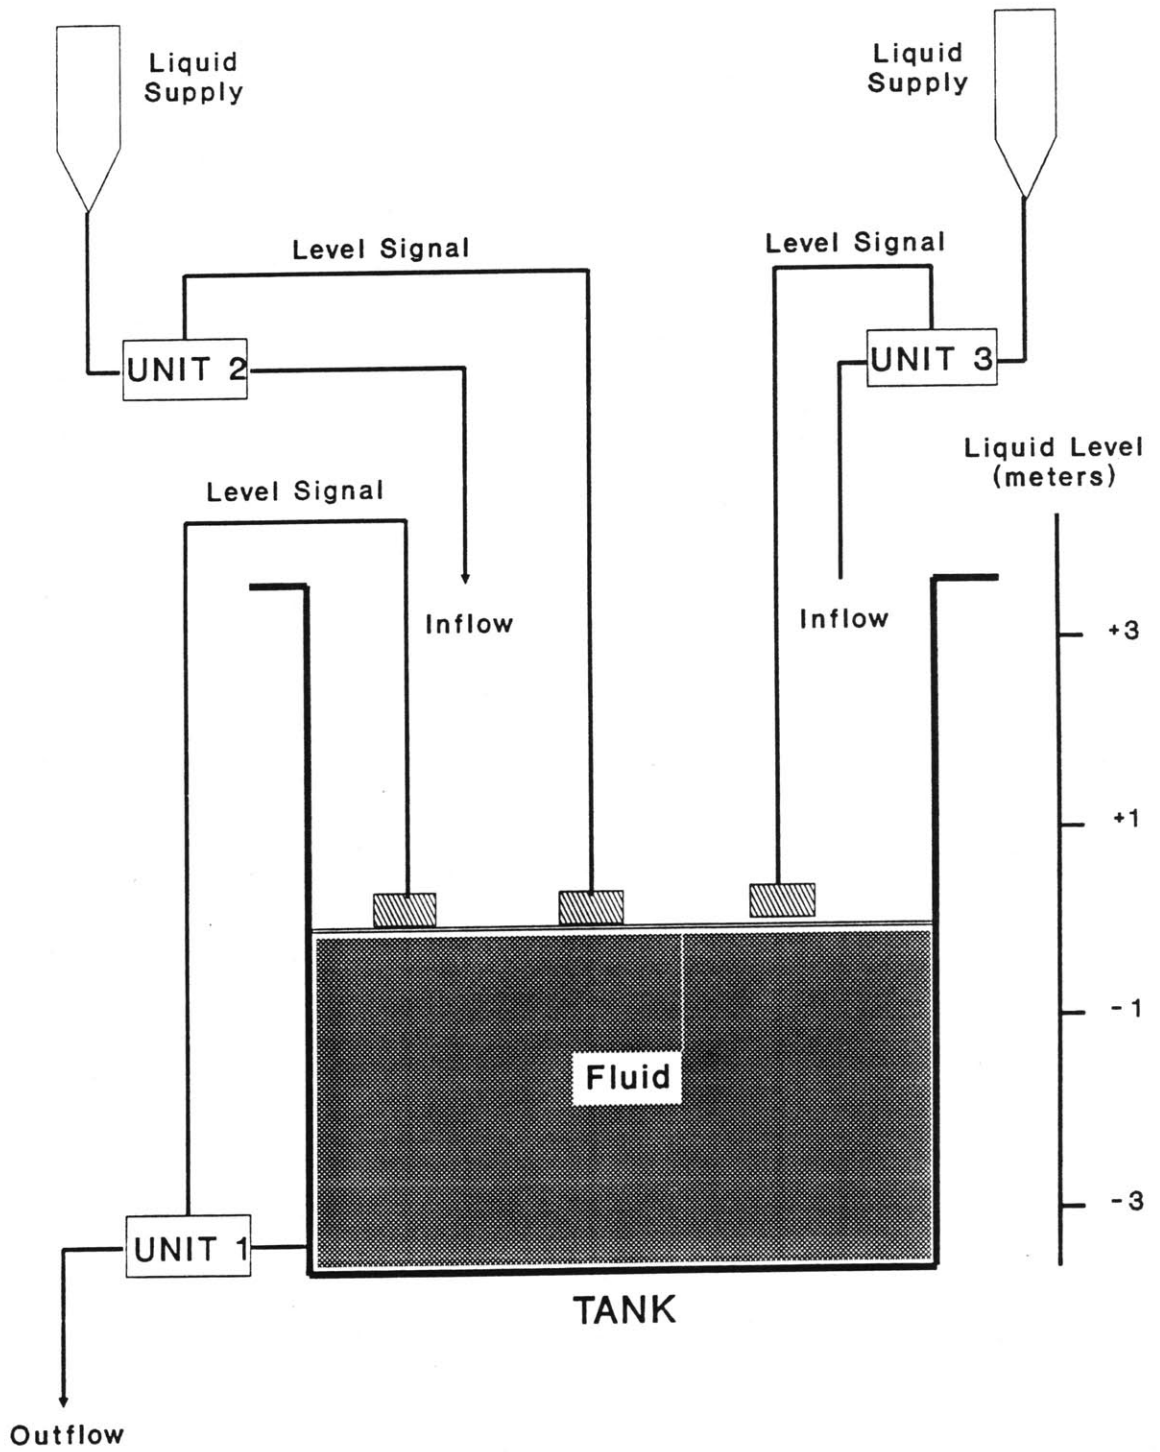 Liquid
Supply
Liquid
Supply
Level Signal
Level Signal
UNIT 2
UNIT 3
Liquid Level
(meters)
Level Signal
Inflow
Inflow
+3
+1
-1
Fluid
-3
UNIT 1
TANK
Outflow